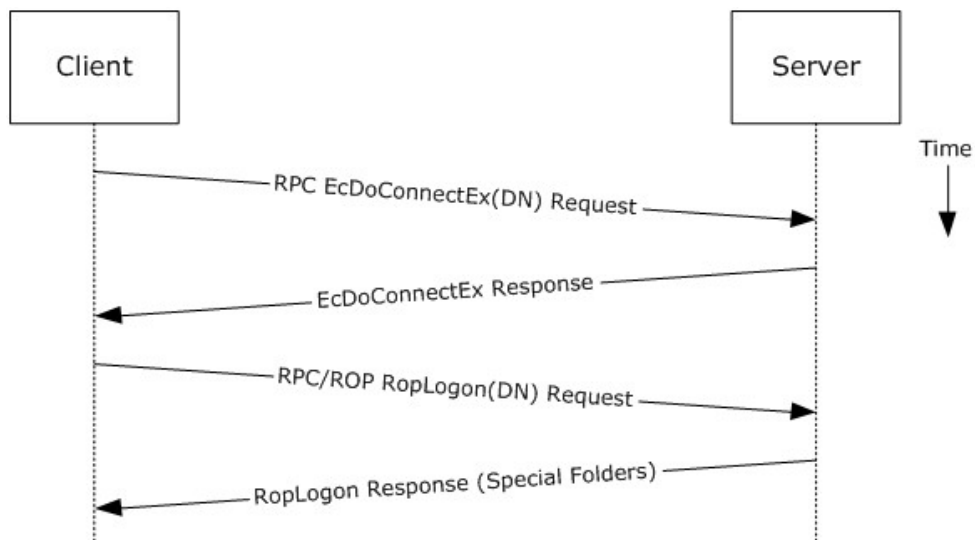 Client
Server
Time
RPC EcDoConnectEx(DN) Request
EcDoConnectEx Response
RPC/ROP RopLogon(DN) Request
RopLogon Response (Special Folders)